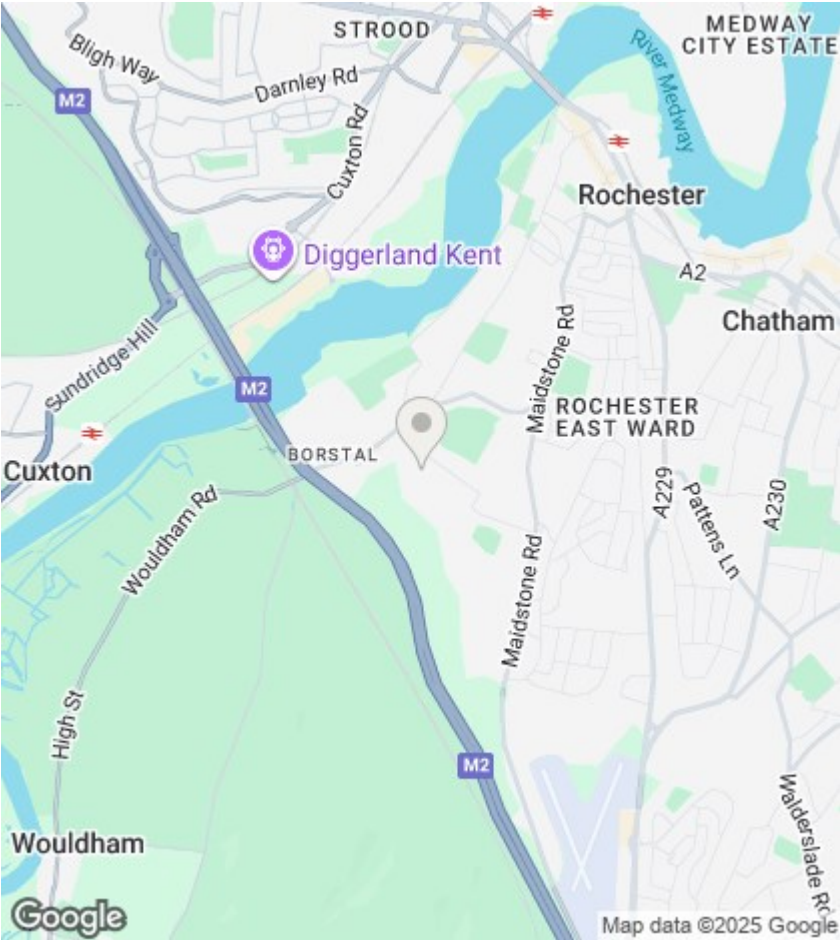 STROOD
MEDWAY
CITY ESTATE
Bligh Way
River Medway
Darnley Rd
M2
Cuxton Rd
Rochester
Diggerland Kent
A2
Chatham
Sundridge Hill
Maidstone Rd
M2
ROCHESTER
EAST WARD
BORSTAL
Cuxton
A229
A230
Pattens Ln
Wouldham Rd
Maidstone Rd
High St
M2
Walderslade Rd
Wouldham
Google
Map data ©2025 Google